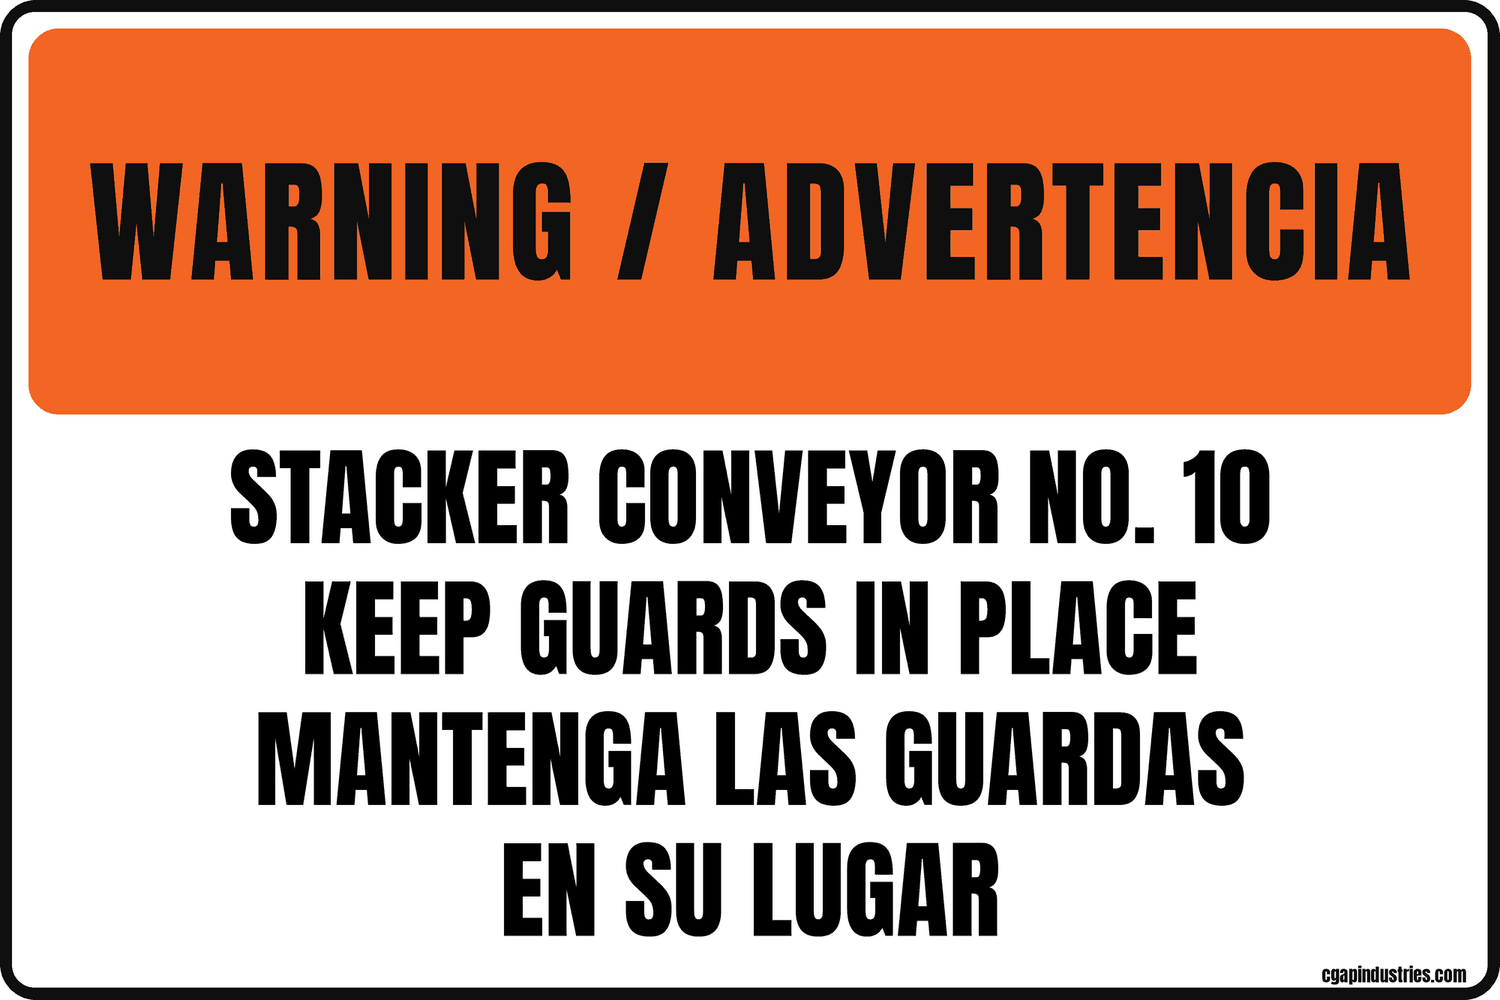 WARNING / ADVERTENCIA
STACKER CONVEYOR NO. 10
KEEP GUARDS IN PLACE
MANTENGA LAS GUARDAS
EN SU LUGAR
cgapindustries.com